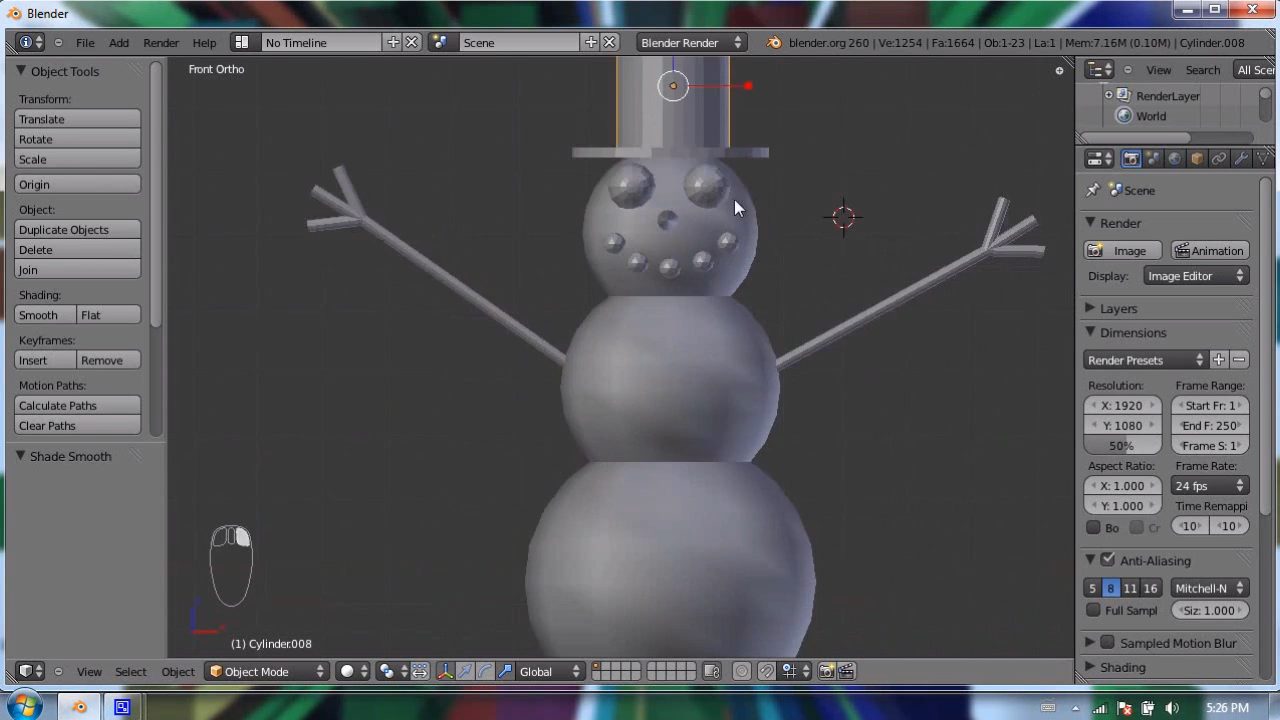 Blender
File Add Render Help No Timeline Scene Blender Render blender.org 260 | Ve:1254 | Fa:1664 | Ob:1-23 | La:1 | Mem:7.16M (0.10M) | Cylinder.008
Object Tools
Transform:
Translate
Rotate
Scale
Origin
Object:
Duplicate Objects
Delete
Join
Shading:
Smooth Flat
Keyframes:
Insert Remove
Motion Paths:
Calculate Paths
Clear Paths
Shade Smooth
Front Ortho
(1) Cylinder.008
View Select Object Object Mode Global
View Search All Sce
RenderLayer
World
Scene
Render
Image Animation
Display: Image Editor
Layers
Dimensions
Render Presets
Resolution: Frame Range:
X: 1920 Start Fr: 1
Y: 1080 End F: 250
50% Frame S: 1
Aspect Ratio: Frame Rate:
X: 1.000 24 fps
Y: 1.000 Time Remappi
Bo Cr 10 10
Anti-Aliasing
5 8 11 16 Mitchell-N
Full Sampl Siz: 1.000
Sampled Motion Blur
Shading
5:26 PM